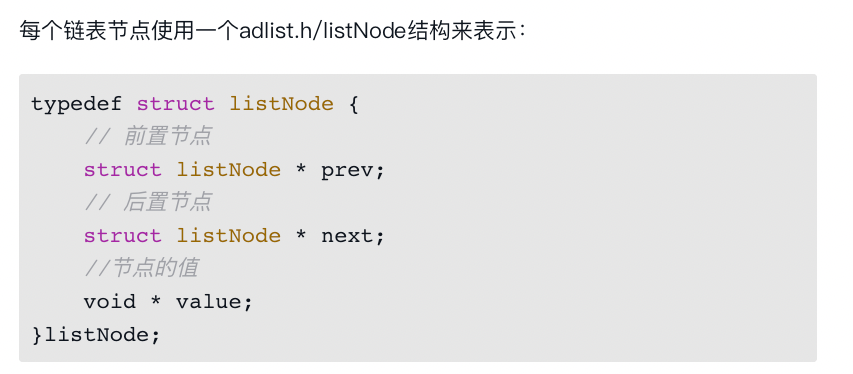 每个链表节点使用一个adlist.h/listNode结构来表示：
typedef struct listNode {
    // 前置节点
    struct listNode * prev;
    // 后置节点
    struct listNode * next;
    //节点的值
    void * value;
}listNode;